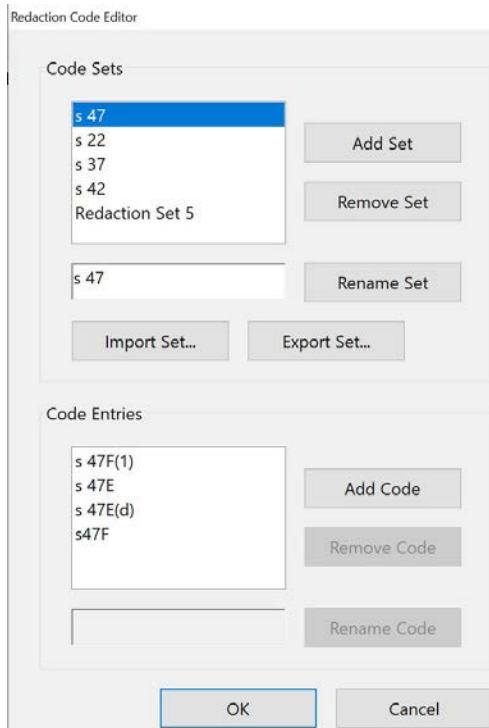 Redaction Code Editor
Code Sets
s 47
s 22
s 37
s 42
Redaction Set 5
Add Set
Remove Set
s 47
Rename Set
Import Set...
Export Set...
Code Entries
s 47F(1)
s 47E
s 47E(d)
s47F
Add Code
Remove Code
Rename Code
OK
Cancel